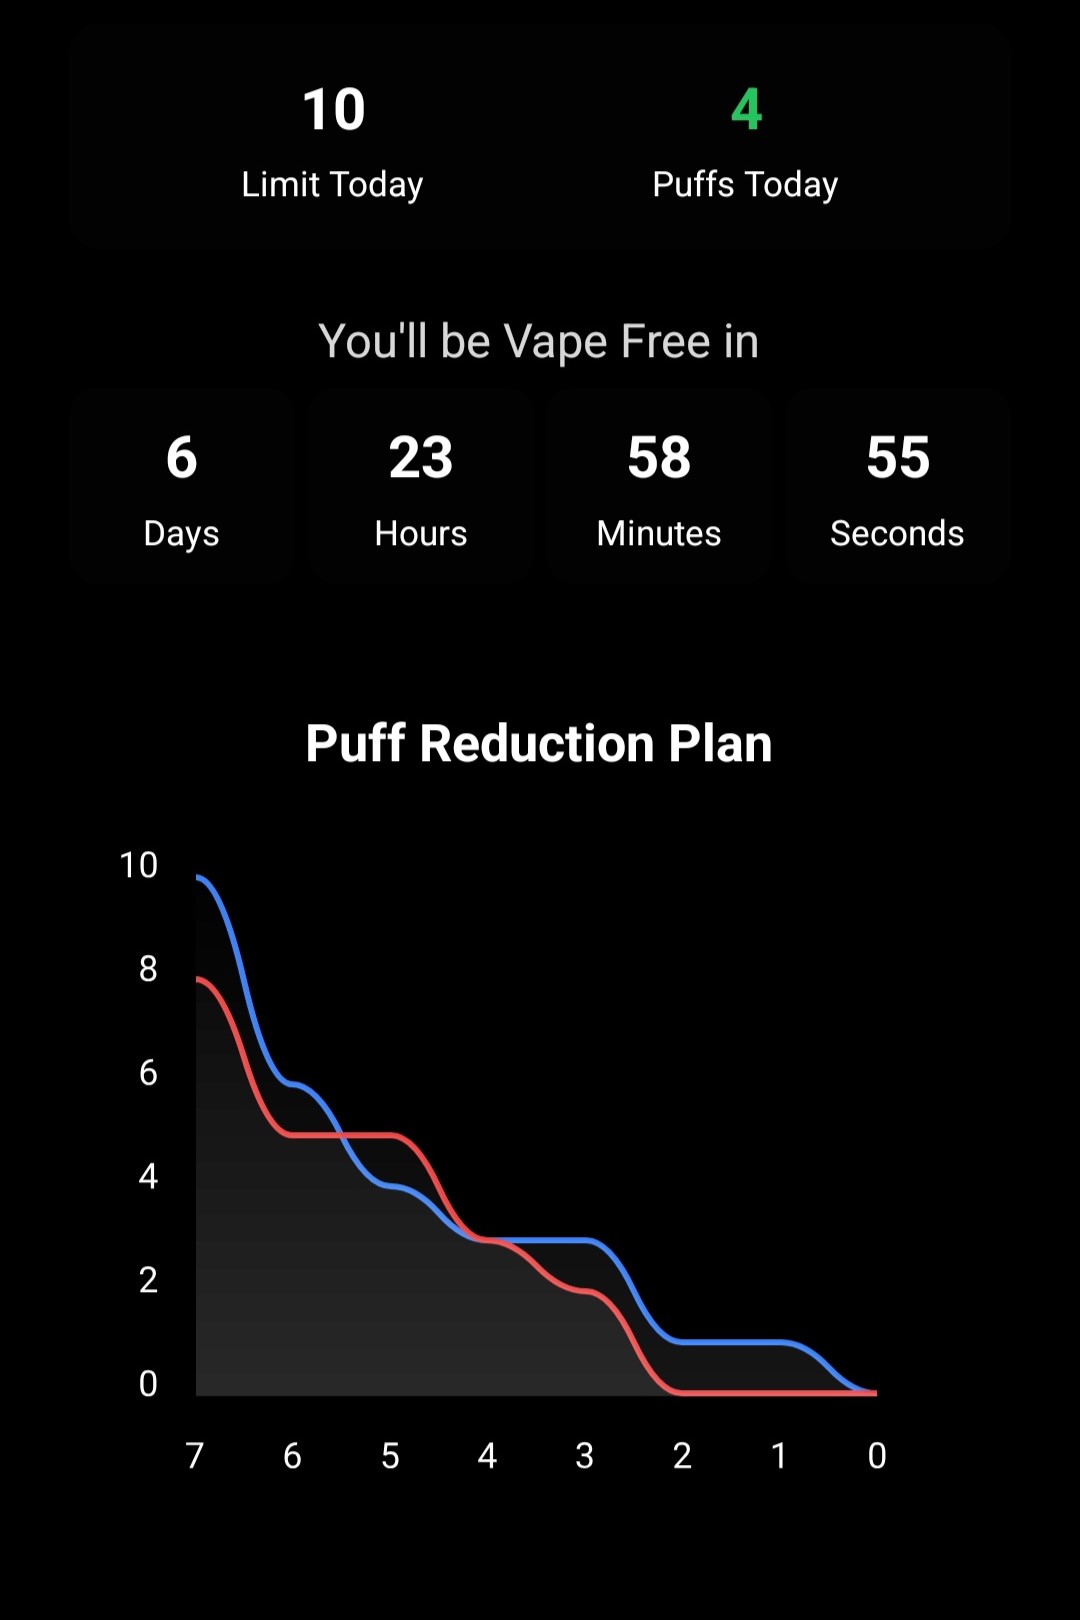 10 4
Limit Today Puffs Today
You'll be Vape Free in
6 23 58 55
Days Hours Minutes Seconds
Puff Reduction Plan
10
8
6
4
2
0
7 6 5 4 3 2 1 0